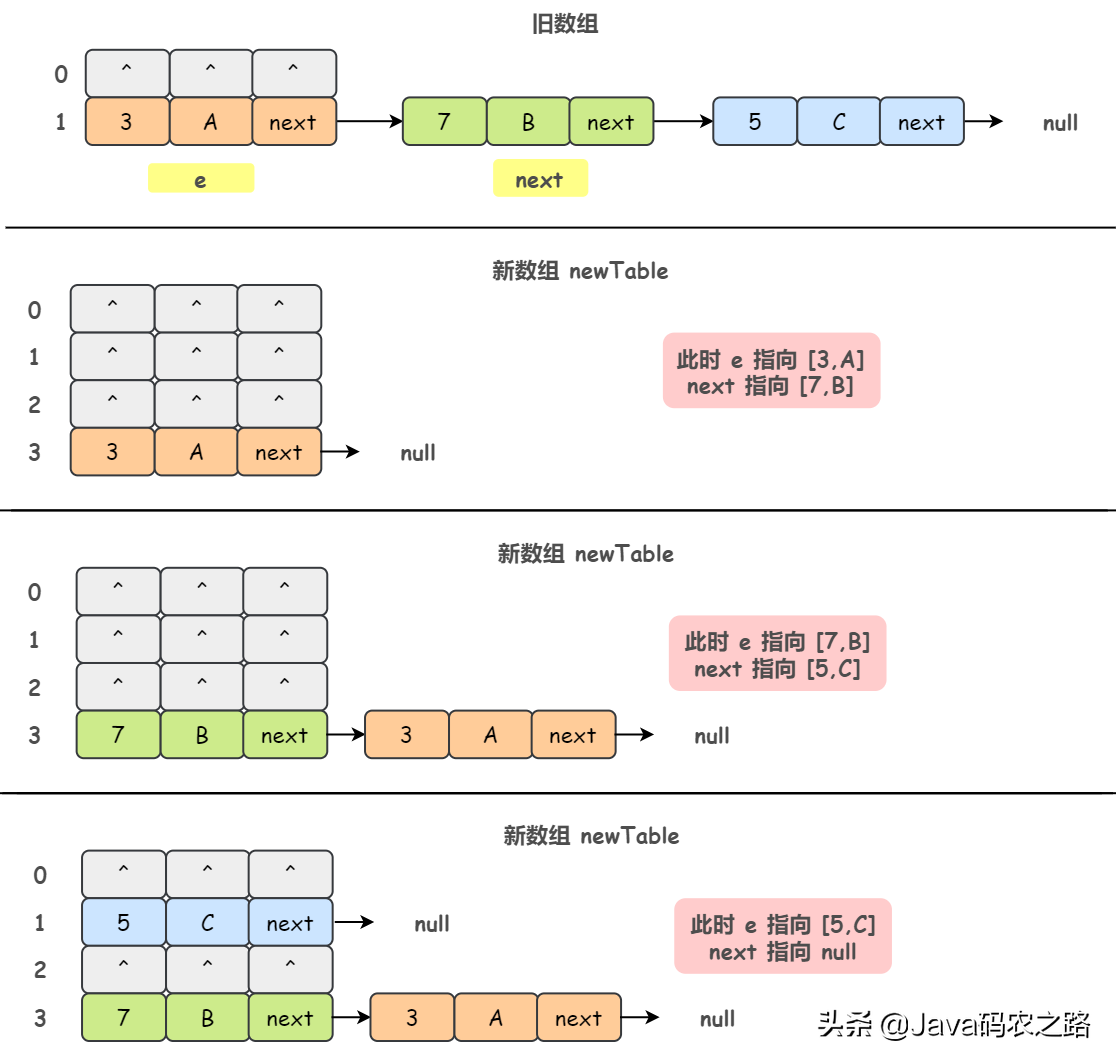 旧数组
0 ^ ^ ^
1 3 A next 7 B next 5 C next null
e next
新数组 newTable
0 ^ ^ ^
1 ^ ^ ^
2 ^ ^ ^
3 3 A next null
此时 e 指向 [3,A]
next 指向 [7,B]
新数组 newTable
0 ^ ^ ^
1 ^ ^ ^
2 ^ ^ ^
3 7 B next 3 A next null
此时 e 指向 [7,B]
next 指向 [5,C]
新数组 newTable
0 ^ ^ ^
1 5 C next null
2 ^ ^ ^
3 7 B next 3 A next null
此时 e 指向 [5,C]
next 指向 null
头条 @Java码农之路